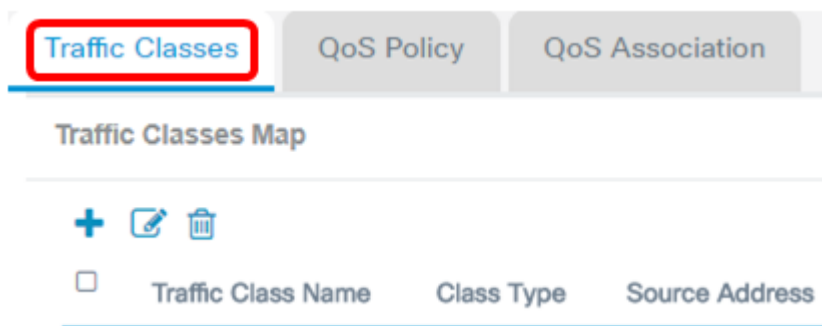 Traffic Classes QoS Policy QoS Association
Traffic Classes Map
Traffic Class Name Class Type Source Address